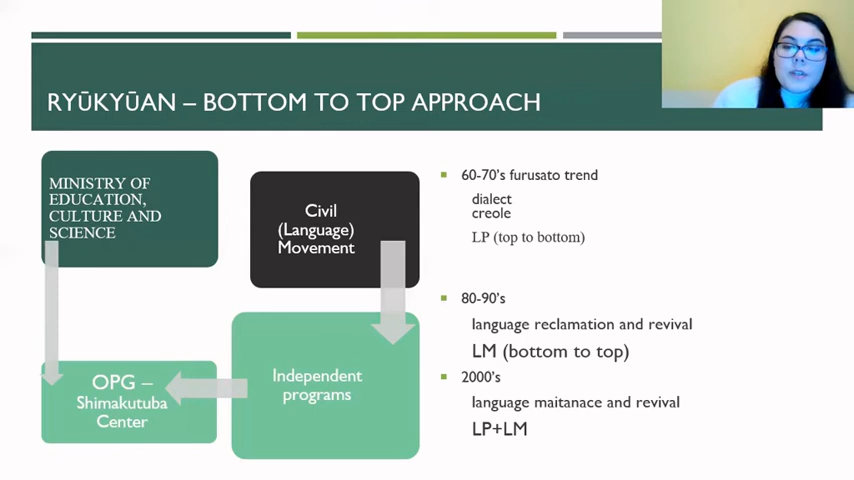 RYŪKYŪAN – BOTTOM TO TOP APPROACH
MINISTRY OF
EDUCATION,
CULTURE AND
SCIENCE
Civil
(Language)
Movement
OPG –
Shimakutuba
Center
Independent
programs
60-70's furusato trend
dialect
creole
LP (top to bottom)
80-90's
language reclamation and revival
LM (bottom to top)
2000's
language maitanace and revival
LP+LM